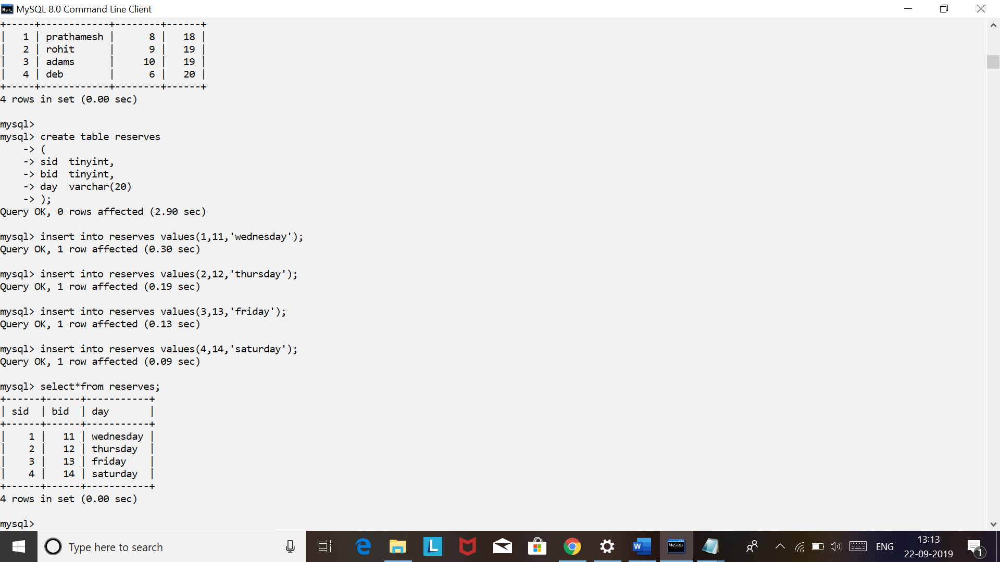 MySQL 8.0 Command Line Client
+-----+------------+--------+------+
|   1 | prathamesh |      8 |   18 |
|   2 | rohit      |      9 |   19 |
|   3 | adams      |     10 |   19 |
|   4 | deb        |      6 |   20 |
+-----+------------+--------+------+
4 rows in set (0.00 sec)
mysql>
mysql> create table reserves
    -> (
    -> sid  tinyint,
    -> bid  tinyint,
    -> day  varchar(20)
    -> );
Query OK, 0 rows affected (2.90 sec)
mysql> insert into reserves values(1,11,'wednesday');
Query OK, 1 row affected (0.30 sec)
mysql> insert into reserves values(2,12,'thursday');
Query OK, 1 row affected (0.19 sec)
mysql> insert into reserves values(3,13,'friday');
Query OK, 1 row affected (0.13 sec)
mysql> insert into reserves values(4,14,'saturday');
Query OK, 1 row affected (0.09 sec)
mysql> select*from reserves;
+------+------+-----------+
| sid  | bid  | day       |
+------+------+-----------+
|    1 |   11 | wednesday |
|    2 |   12 | thursday  |
|    3 |   13 | friday    |
|    4 |   14 | saturday  |
+------+------+-----------+
4 rows in set (0.00 sec)
mysql>
Type here to search
L
W
MySQL
ENG
13:13
22-09-2019
1